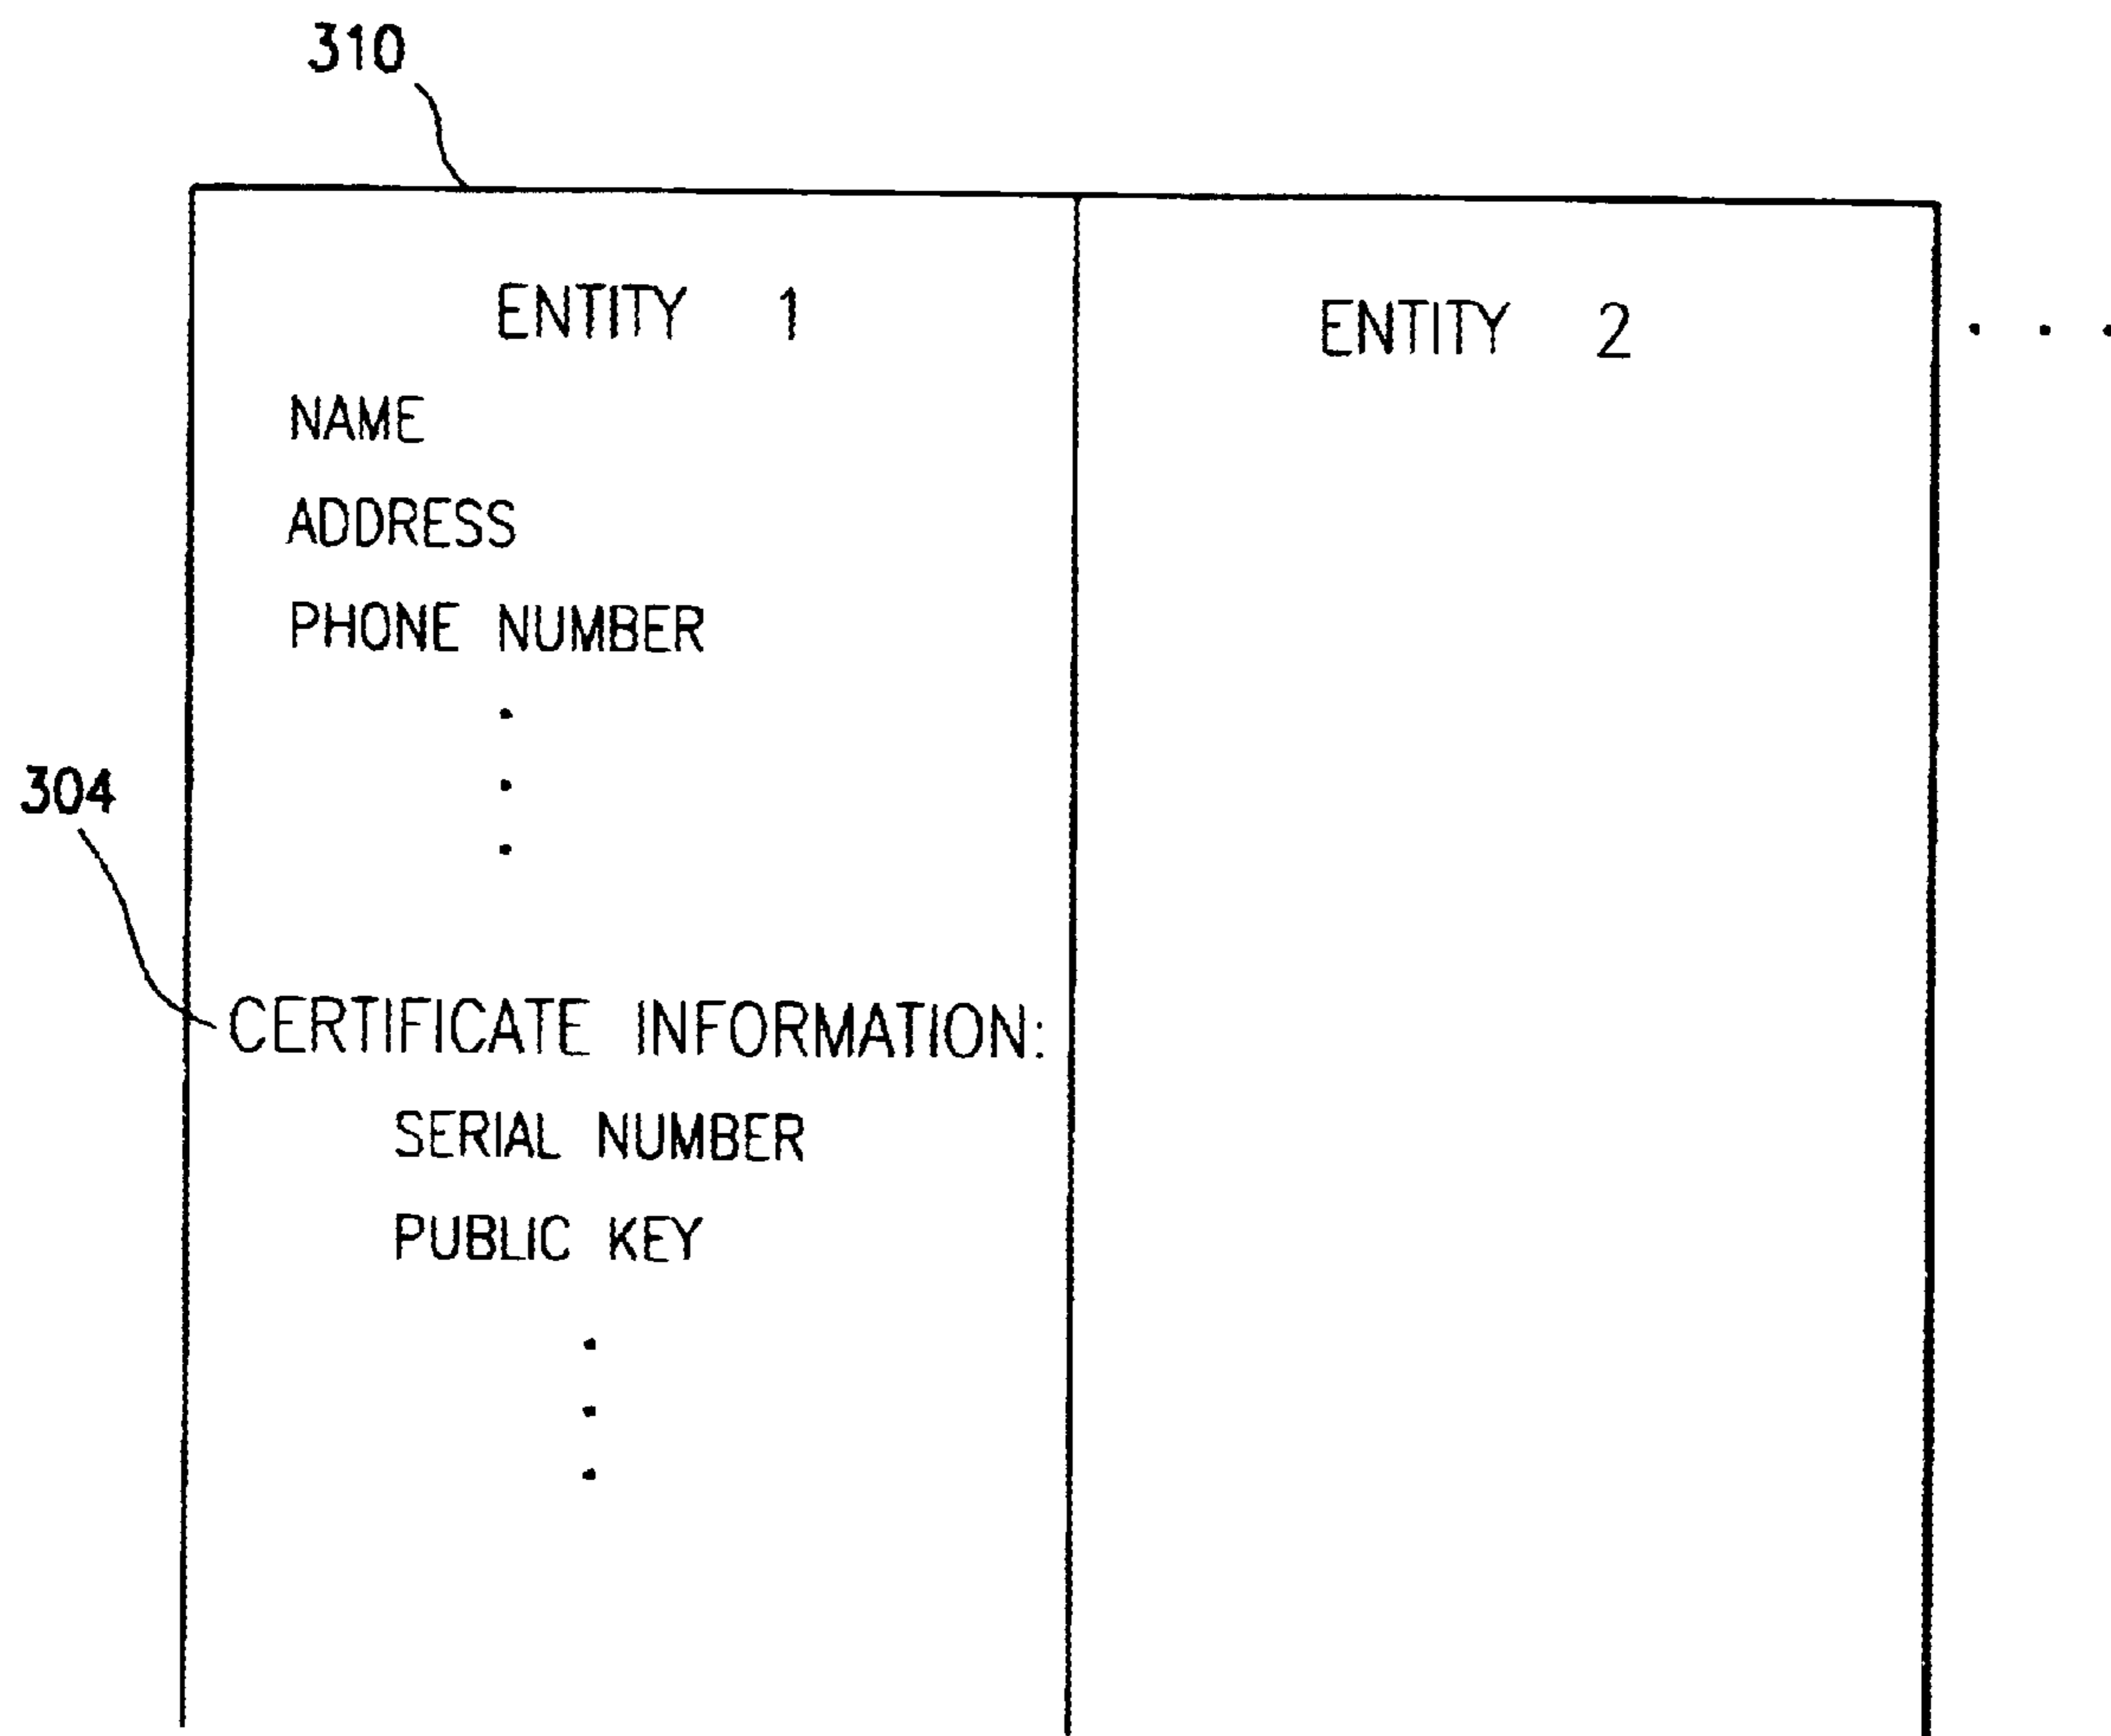 310
ENTITY 1
ENTITY 2 . . .
NAME
ADDRESS
PHONE NUMBER
.
.
.
304
CERTIFICATE INFORMATION:
SERIAL NUMBER
PUBLIC KEY
.
.
.